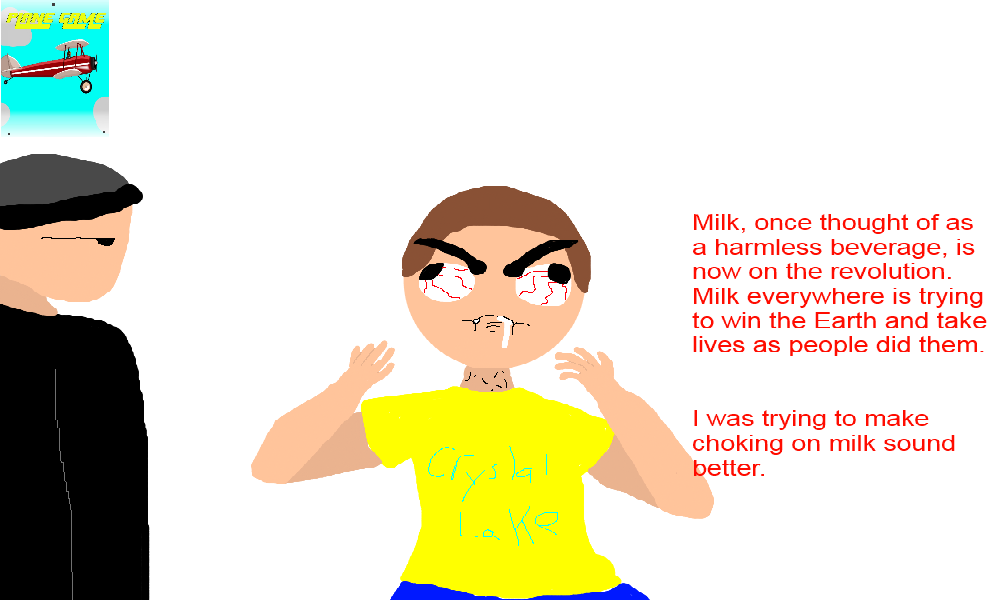 PLANE GAME
Milk, once thought of as
a harmless beverage, is
now on the revolution.
Milk everywhere is trying
to win the Earth and take
lives as people did them.
I was trying to make
choking on milk sound
better.
Crystal
Lake